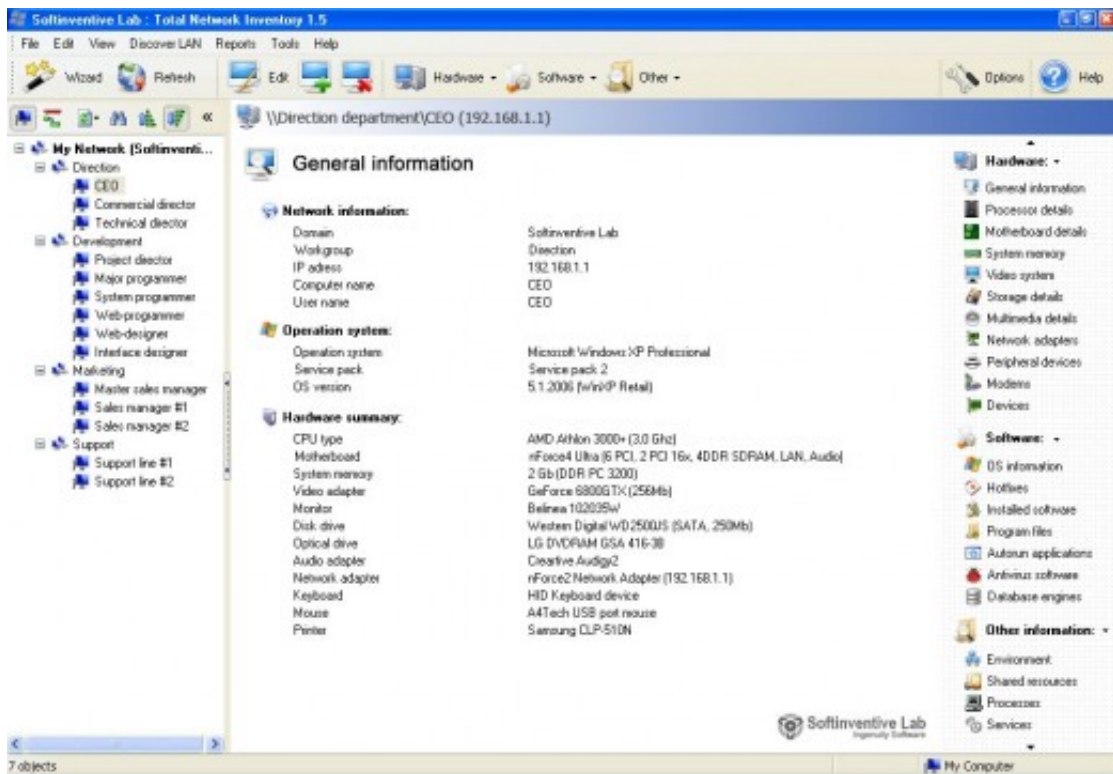 Softinventive Lab : Total Network Inventory 1.5
File Edit View Discover LAN Reports Tools Help
Wizard Refresh Edit Hardware Software Other Options Help
«
\\Direction department\CEO (192.168.1.1)
My Network (Softinventi...
Direction
CEO
Commercial director
Technical director
Development
Project director
Major programmer
System programmer
Web-programmer
Web-designer
Interface designer
Marketing
Master sales manager
Sales manager #1
Sales manager #2
Support
Support line #1
Support line #2
General information
Network information:
Domain Softinventive Lab
Workgroup Direction
IP adress 192.168.1.1
Computer name CEO
User name CEO
Operation system:
Operation system Microsoft Windows XP Professional
Service pack Service pack 2
OS version 5.1.2006 (WinXP Retail)
Hardware summary:
CPU type AMD Athlon 3000+ (3.0 Ghz)
Motherboard nForce4 Ultra (6 PCI, 2 PCI 16x, 4DDR SDRAM, LAN, Audio)
System memory 2 Gb (DDR PC 3200)
Video adapter GeForce 6800GTX (256Mb)
Monitor Belinea 102035W
Disk drive Western Digital WD2500JS (SATA, 250Mb)
Optical drive LG DVDRAM GSA 416-3B
Audio adapter Creartive Audigy2
Network adapter nForce2 Network Adapter (192.168.1.1)
Keyboard HID Keyboard device
Mouse A4Tech USB port mouse
Printer Samsung CLP-510N
Softinventive Lab
Ingenuity Software
Hardware:
General information
Processor details
Motherboard details
System memory
Video system
Storage details
Multimedia details
Network adapters
Peripheral devices
Modems
Devices
Software:
OS information
Hotfixes
Installed software
Program files
Autorun applications
Antivirus software
Database engines
Other information:
Environment
Shared resources
Processes
Services
7 objects
My Computer